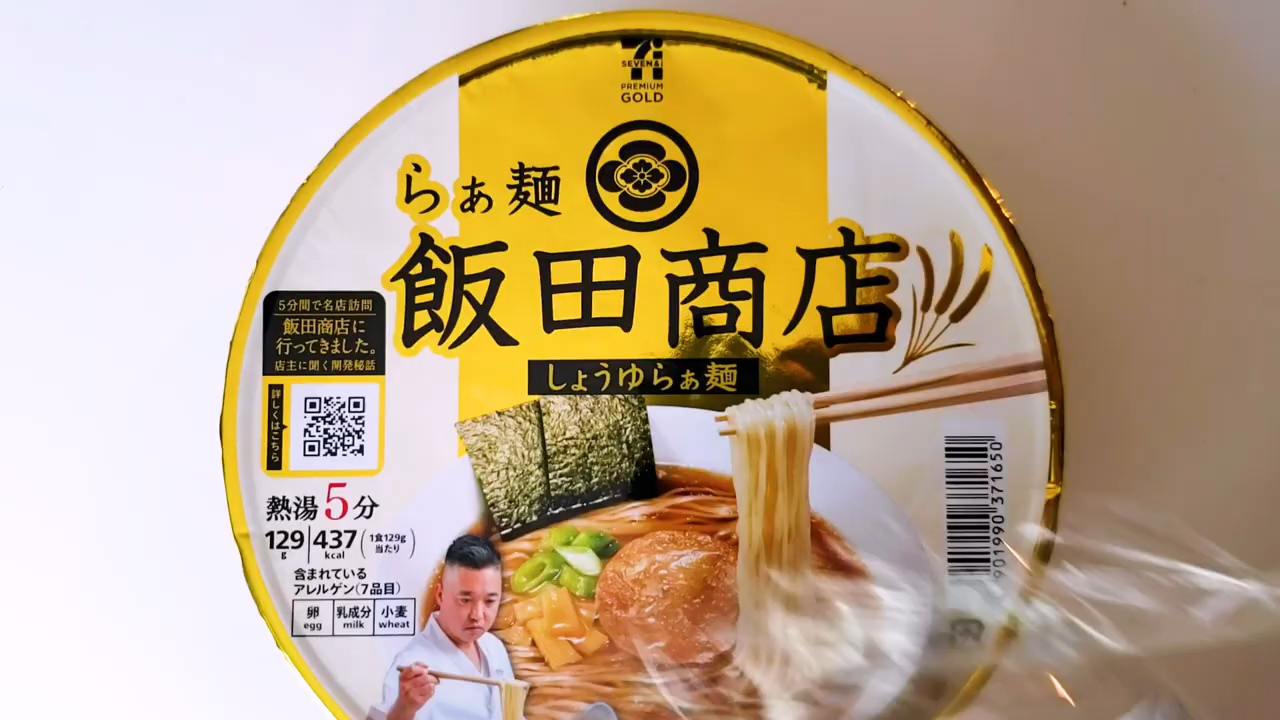 SEVEN&i
PREMIUM
GOLD
らぁ麺
飯田商店
しょうゆらぁ麺
5分間で名店訪問
飯田商店に
行ってきました。
店主に聞く開発秘話
詳しくはこちら
熱湯5分
129g 437kcal (1食129g当たり)
含まれている
アレルゲン(7品目)
卵 乳成分 小麦
egg milk wheat
901990 371650